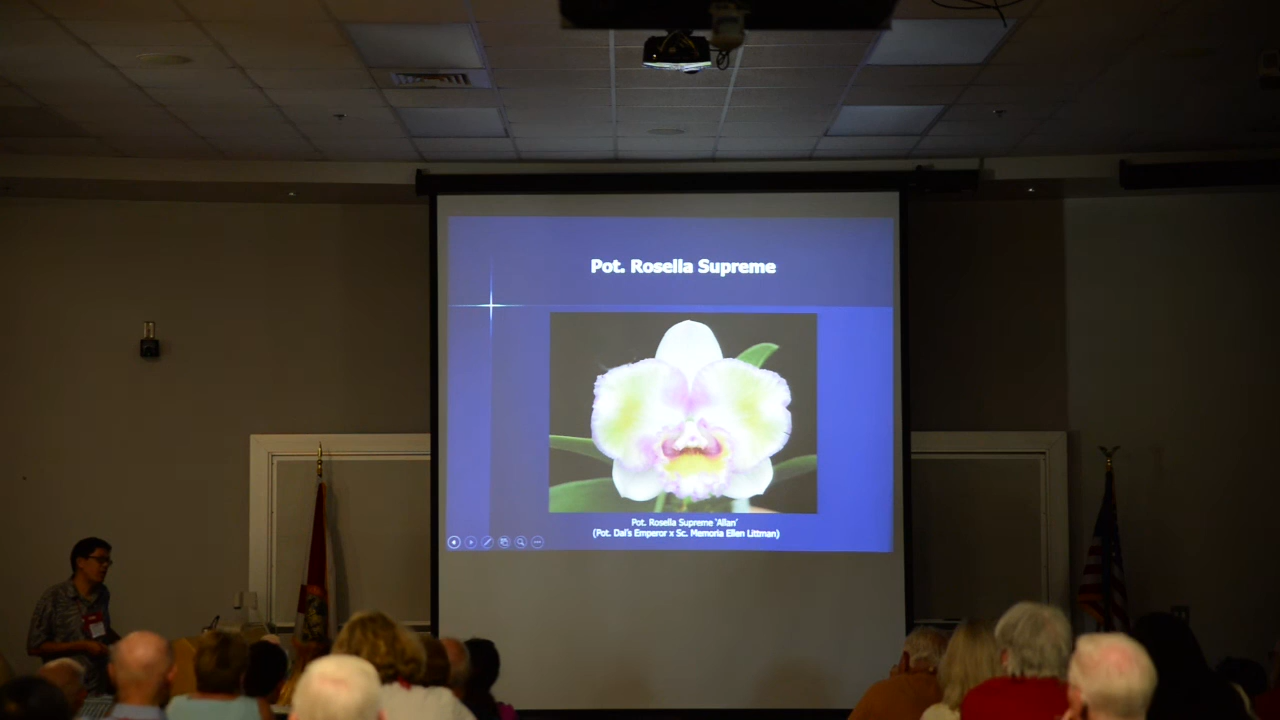 Pot. Rosella Supreme
Pot. Rosella Supreme 'Allan'
(Pot. Dal's Emperor x Sc. Memoria Ellen Littman)